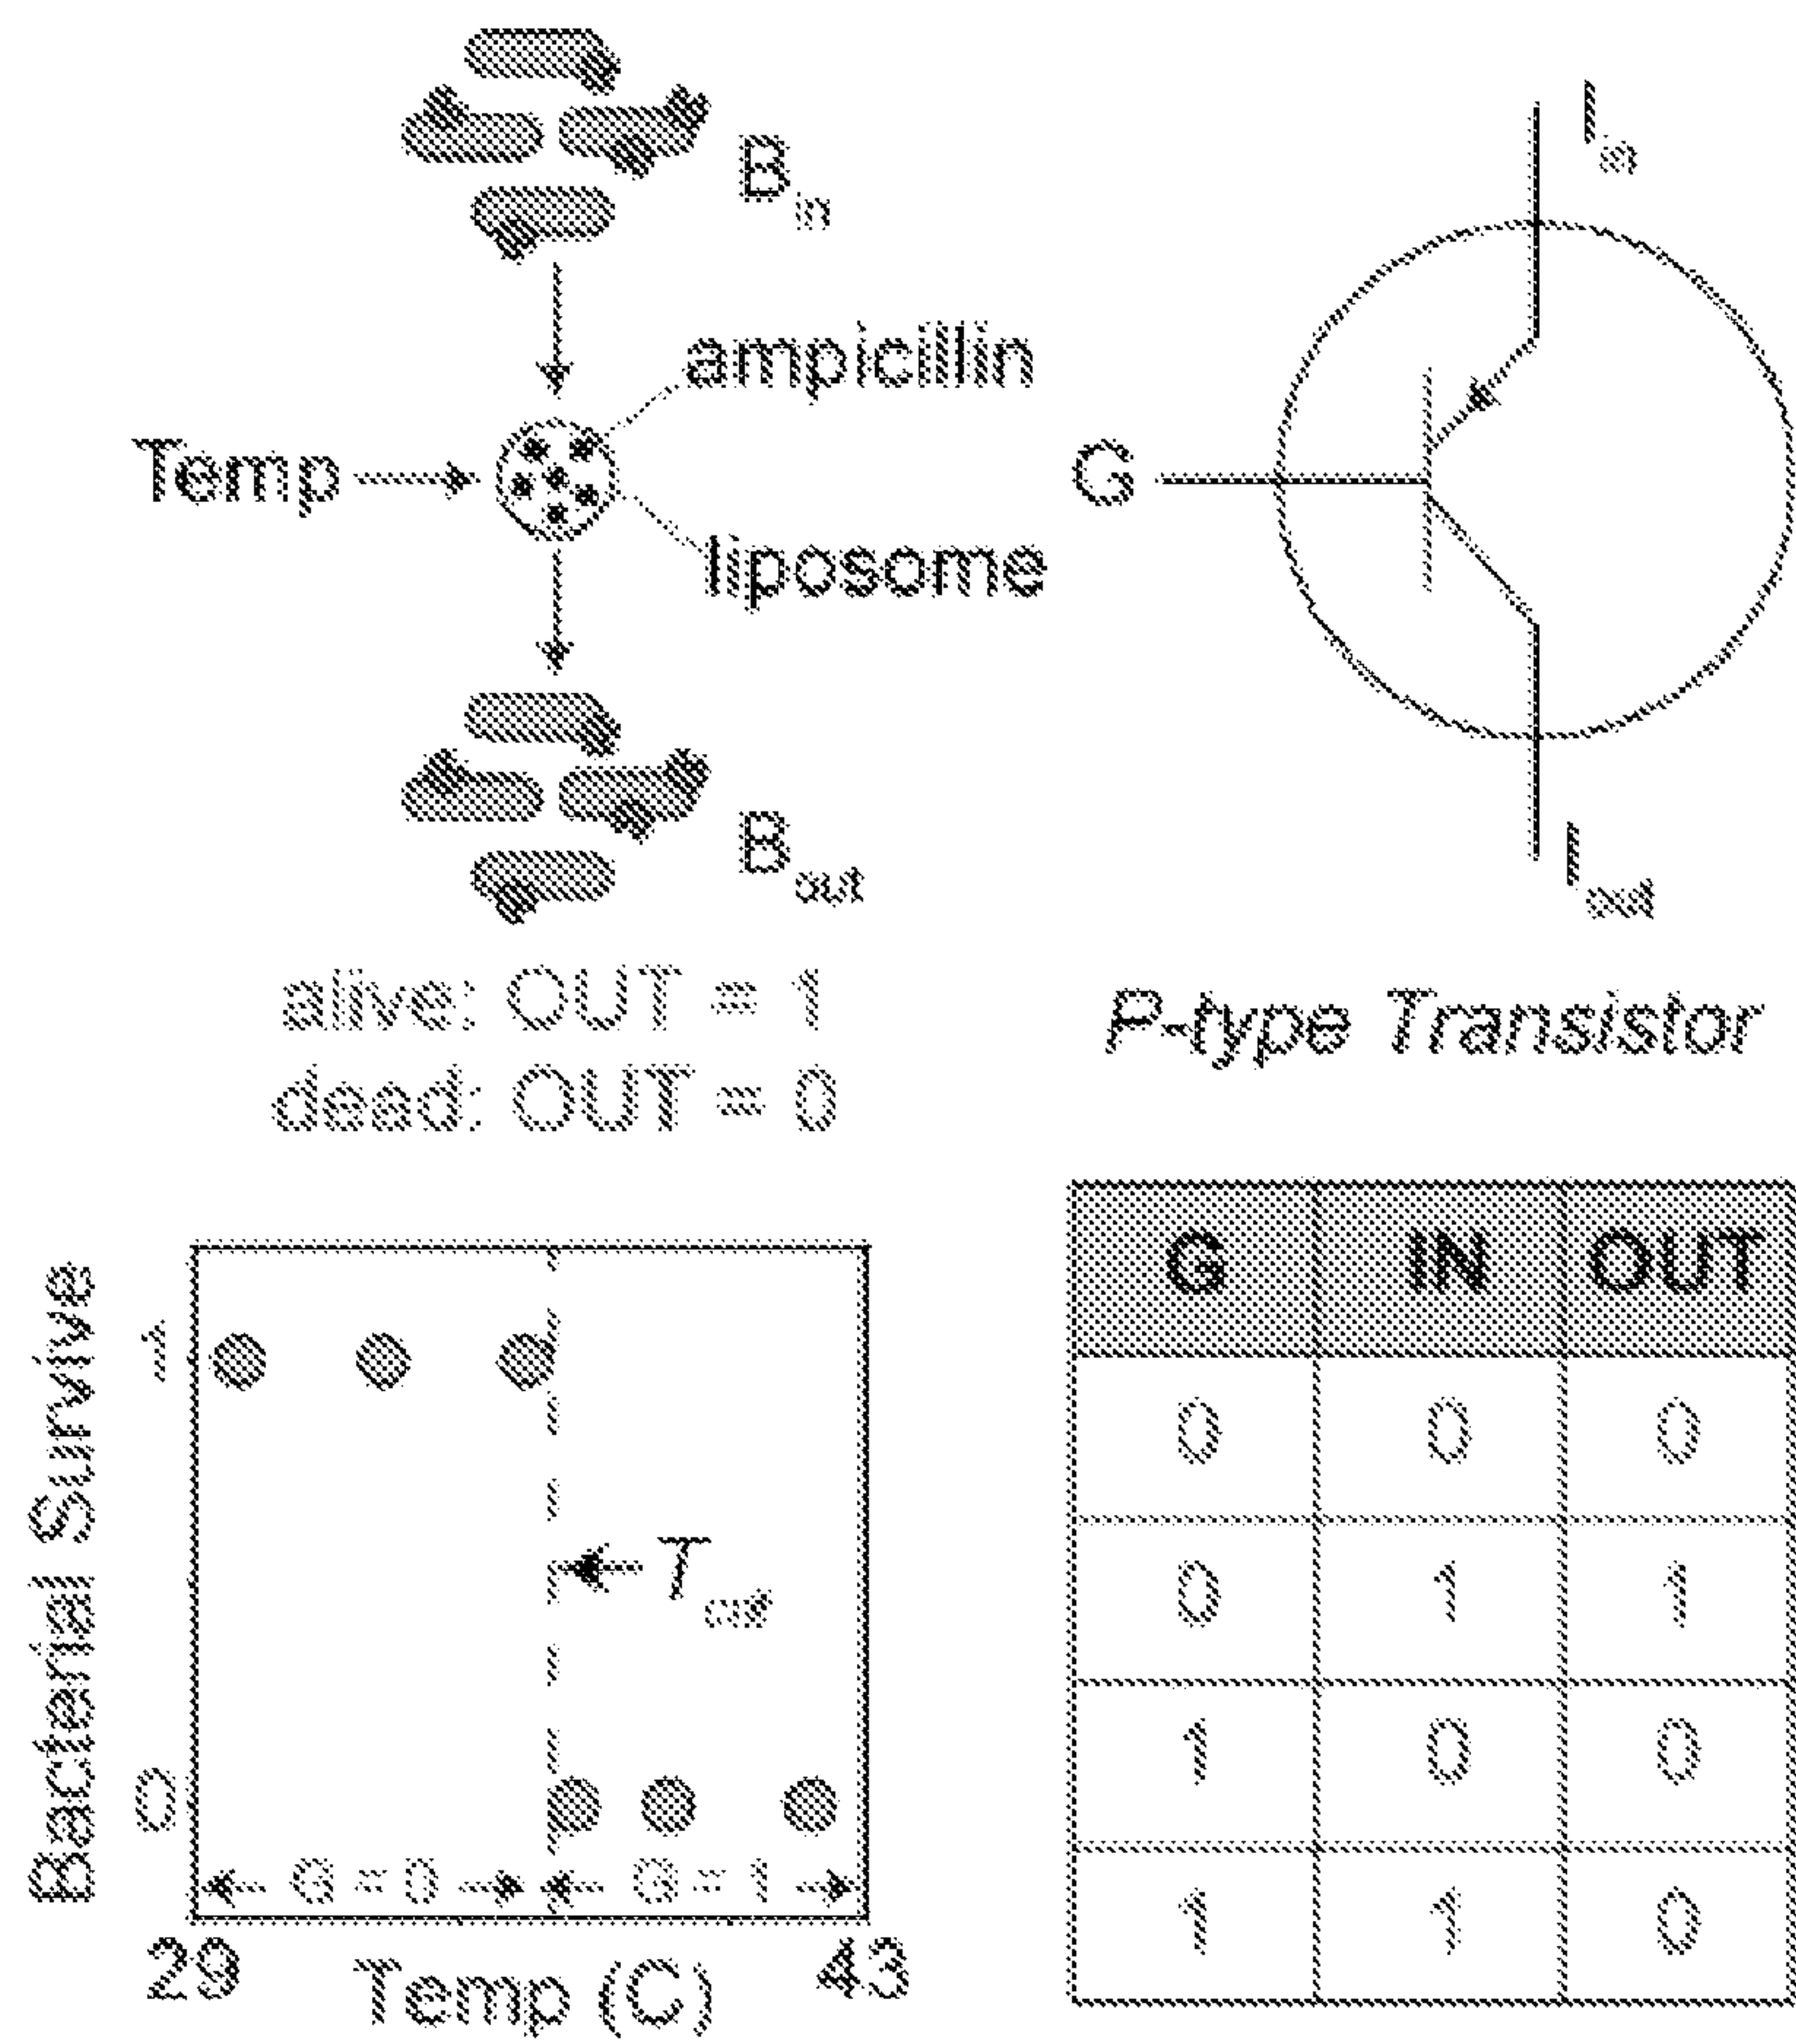 B_in
I_in
ampicillin
Temp
G
liposome
B_out
I_out
alive: OUT = 1
dead: OUT = 0
P-type Transistor
Bacterial Survive
1
0
T
G = 0
G = 1
29
43
Temp (C)
G IN OUT
0 0 0
0 1 1
1 0 0
1 1 0